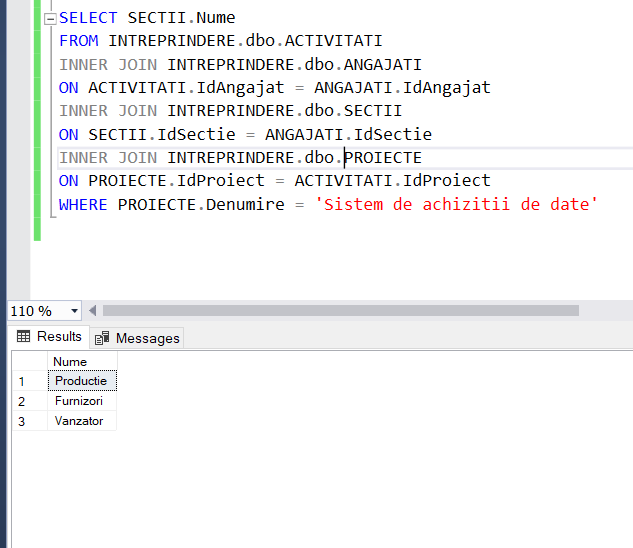 SELECT SECTII.Nume
FROM INTREPRINDERE.dbo.ACTIVITATI
INNER JOIN INTREPRINDERE.dbo.ANGAJATI
ON ACTIVITATI.IdAngajat = ANGAJATI.IdAngajat
INNER JOIN INTREPRINDERE.dbo.SECTII
ON SECTII.IdSectie = ANGAJATI.IdSectie
INNER JOIN INTREPRINDERE.dbo.PROIECTE
ON PROIECTE.IdProiect = ACTIVITATI.IdProiect
WHERE PROIECTE.Denumire = 'Sistem de achizitii de date'
110 %
Results Messages
Nume
1 Productie
2 Furnizori
3 Vanzator